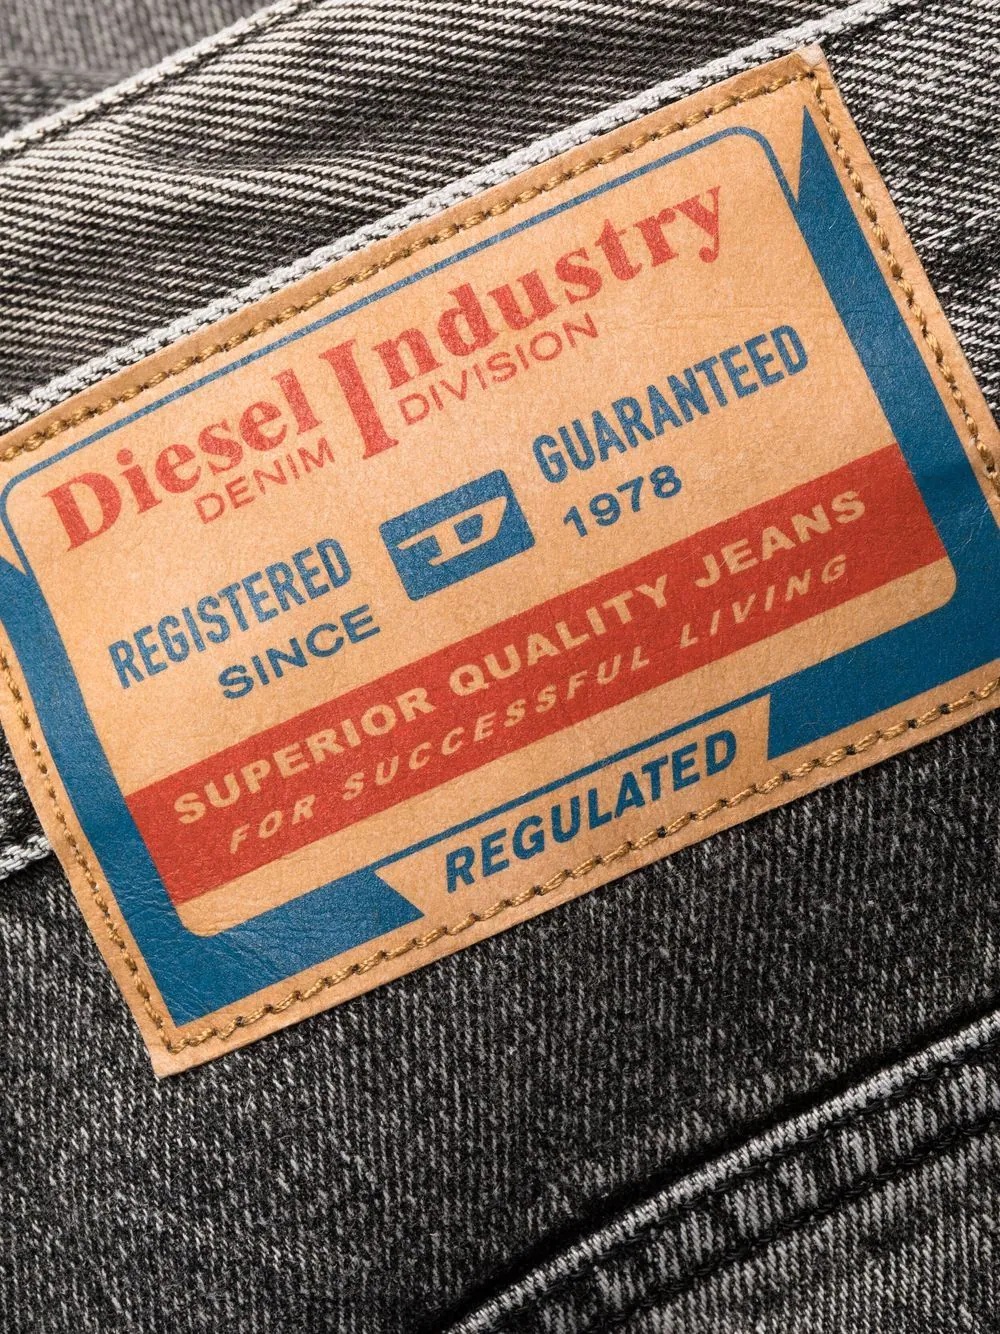 Diesel Industry
DENIM DIVISION
REGISTERED D GUARANTEED
SINCE 1978
SUPERIOR QUALITY JEANS
FOR SUCCESSFUL LIVING
REGULATED